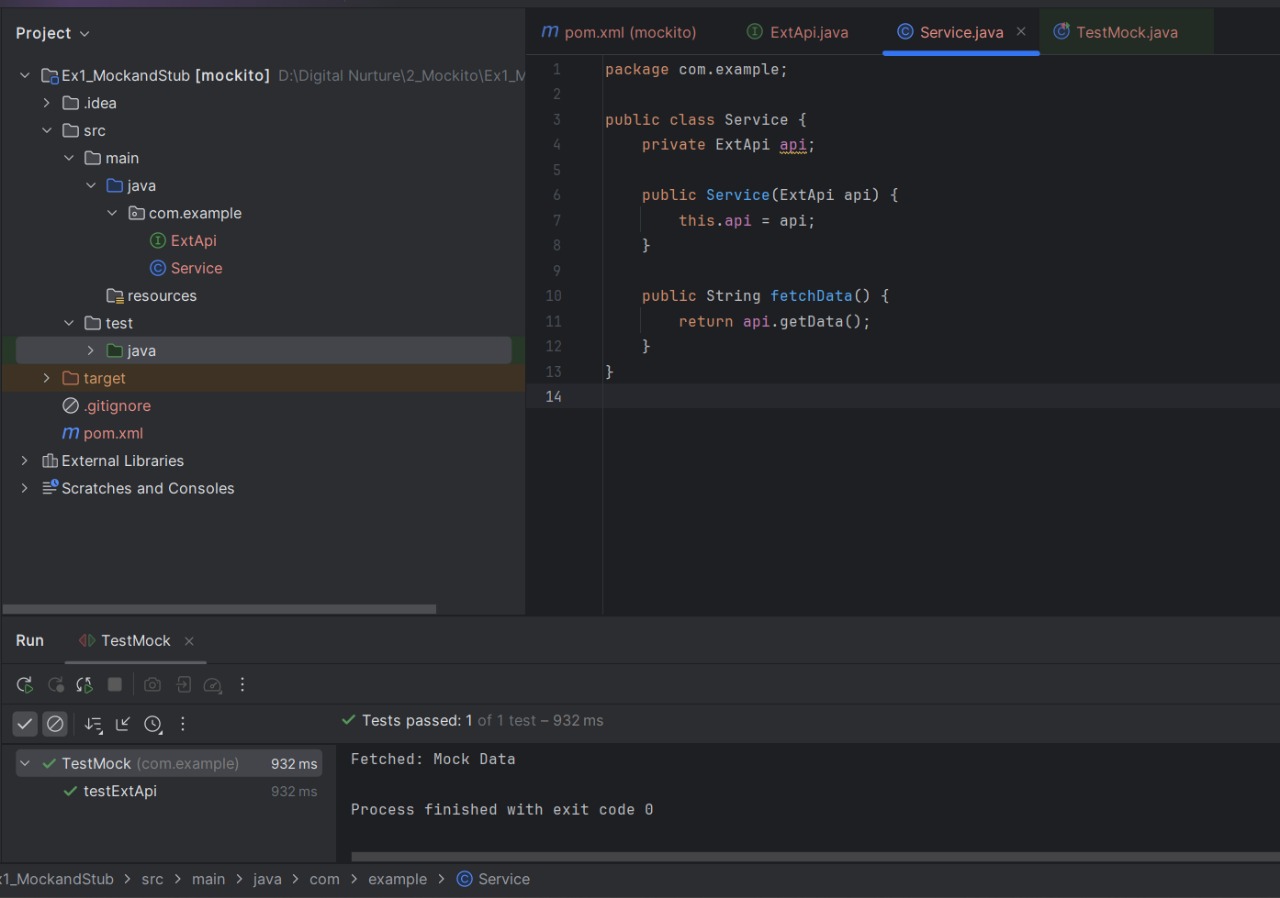 Project
Ex1_MockandStub [mockito] D:\Digital Nurture\2_Mockito\Ex1_M
.idea
src
main
java
com.example
ExtApi
Service
resources
test
java
target
.gitignore
pom.xml
External Libraries
Scratches and Consoles
pom.xml (mockito)
ExtApi.java
Service.java
TestMock.java
1 package com.example;
2
3 public class Service {
4 private ExtApi api;
5
6 public Service(ExtApi api) {
7 this.api = api;
8 }
9
10 public String fetchData() {
11 return api.getData();
12 }
13 }
14
Run TestMock
Tests passed: 1 of 1 test – 932 ms
TestMock (com.example) 932 ms
testExtApi 932 ms
Fetched: Mock Data
Process finished with exit code 0
x1_MockandStub > src > main > java > com > example > Service